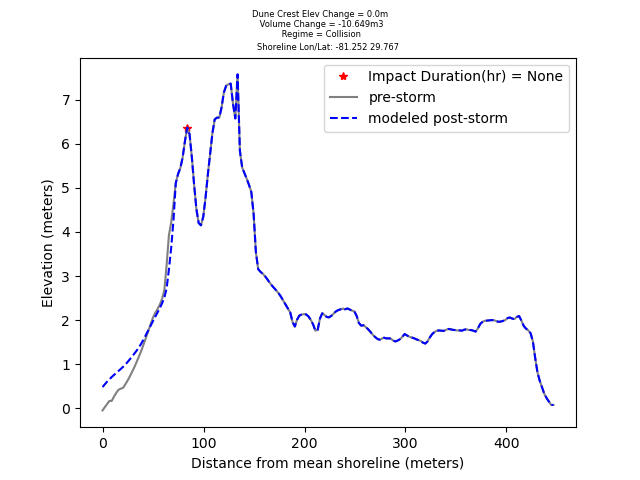 Dune Crest Elev Change = 0.0m
Volume Change = -10.649m3
Regime = Collision
Shoreline Lon/Lat: -81.252 29.767
Impact Duration(hr) = None
pre-storm
modeled post-storm
Elevation (meters)
7
6
5
4
3
2
1
0
0 100 200 300 400
Distance from mean shoreline (meters)